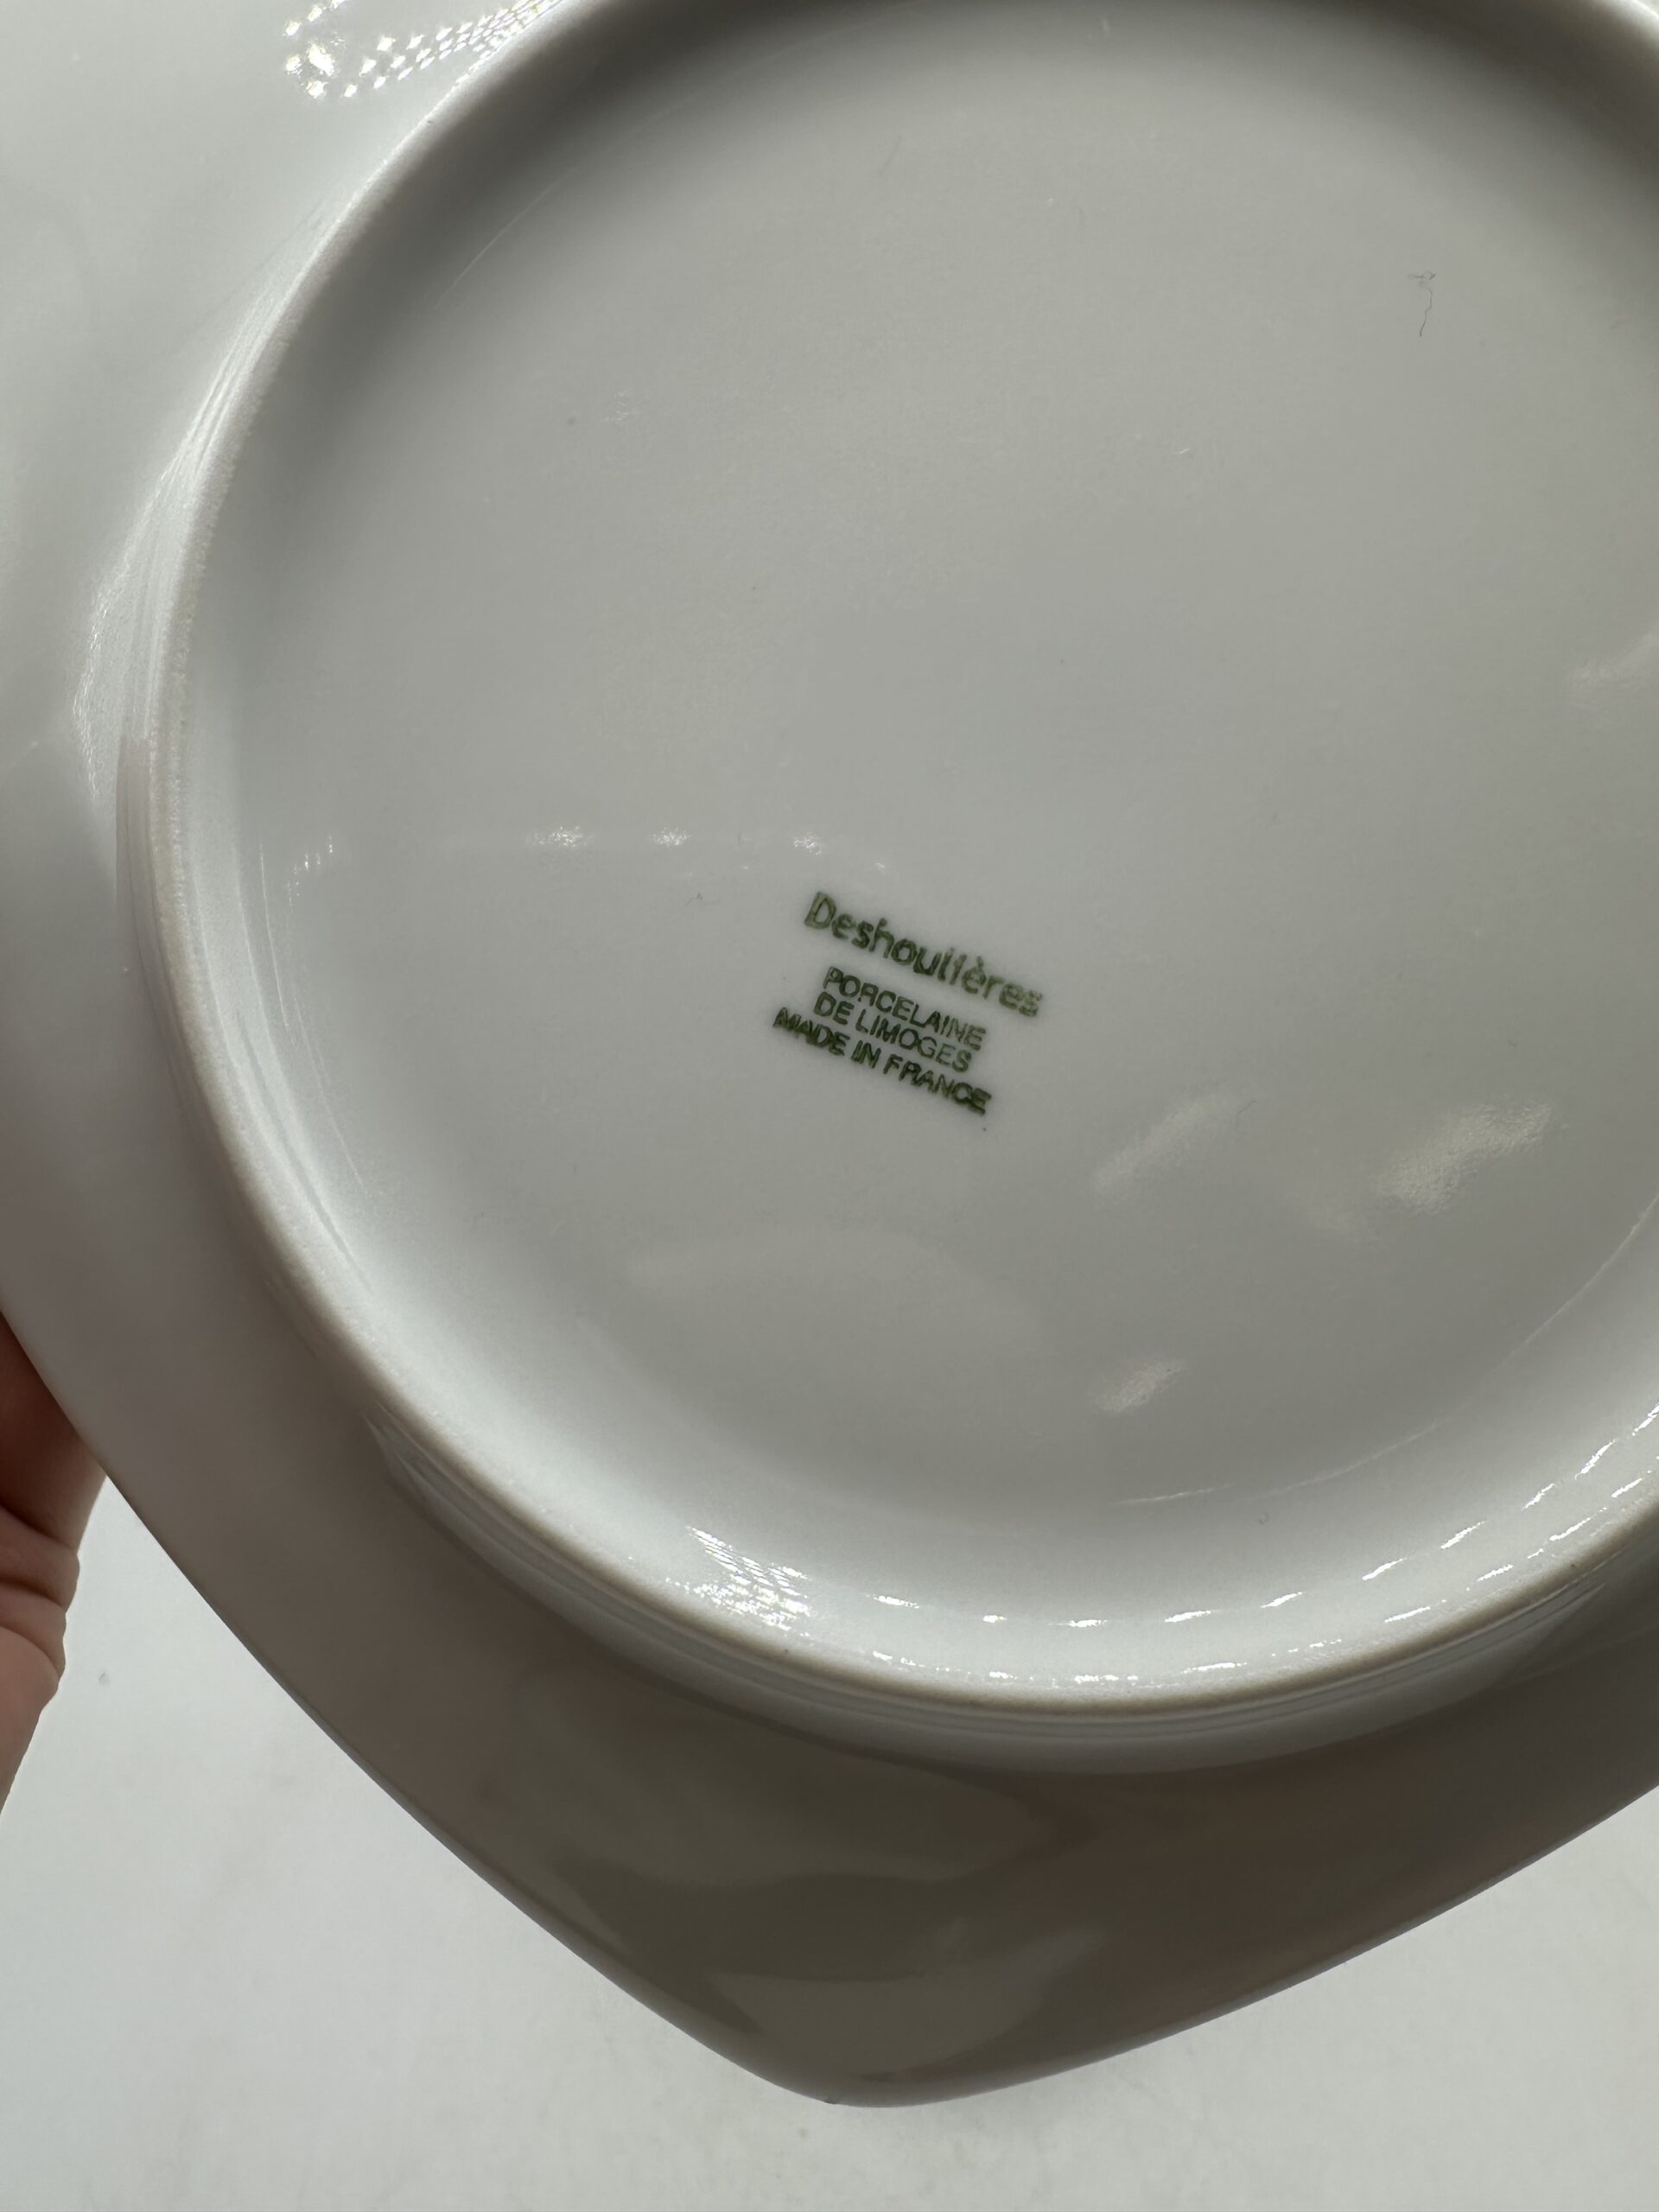 Deshoulières
PORCELAINE
DE LIMOGES
MADE IN FRANCE